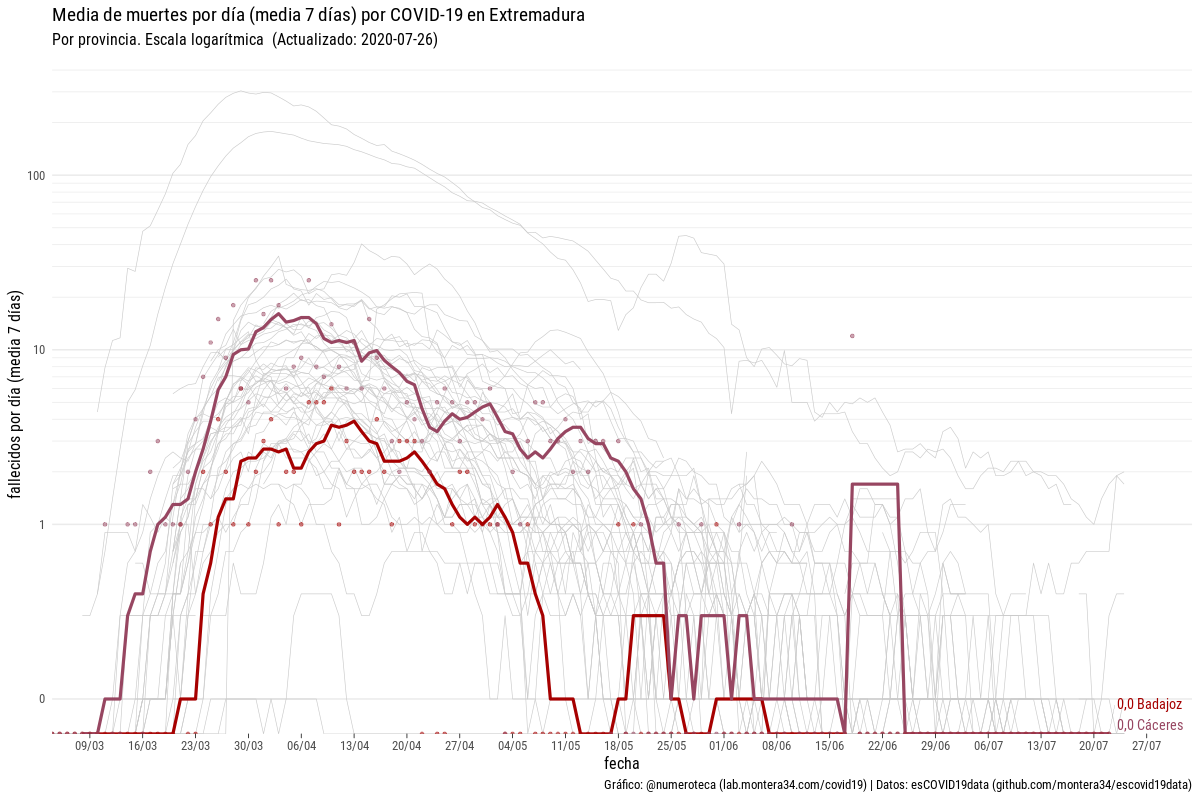 Media de muertes por día (media 7 días) por COVID-19 en Extremadura
Por provincia. Escala logarítmica (Actualizado: 2020-07-26)
fallecidos por día (media 7 días)
100
10
1
0
0,0 Badajoz
0,0 Cáceres
09/03 16/03 23/03 30/03 06/04 13/04 20/04 27/04 04/05 11/05 18/05 25/05 01/06 08/06 15/06 22/06 29/06 06/07 13/07 20/07 27/07
fecha
Gráfico: @numeroteca (lab.montera34.com/covid19) | Datos: esCOVID19data (github.com/montera34/escovid19data)